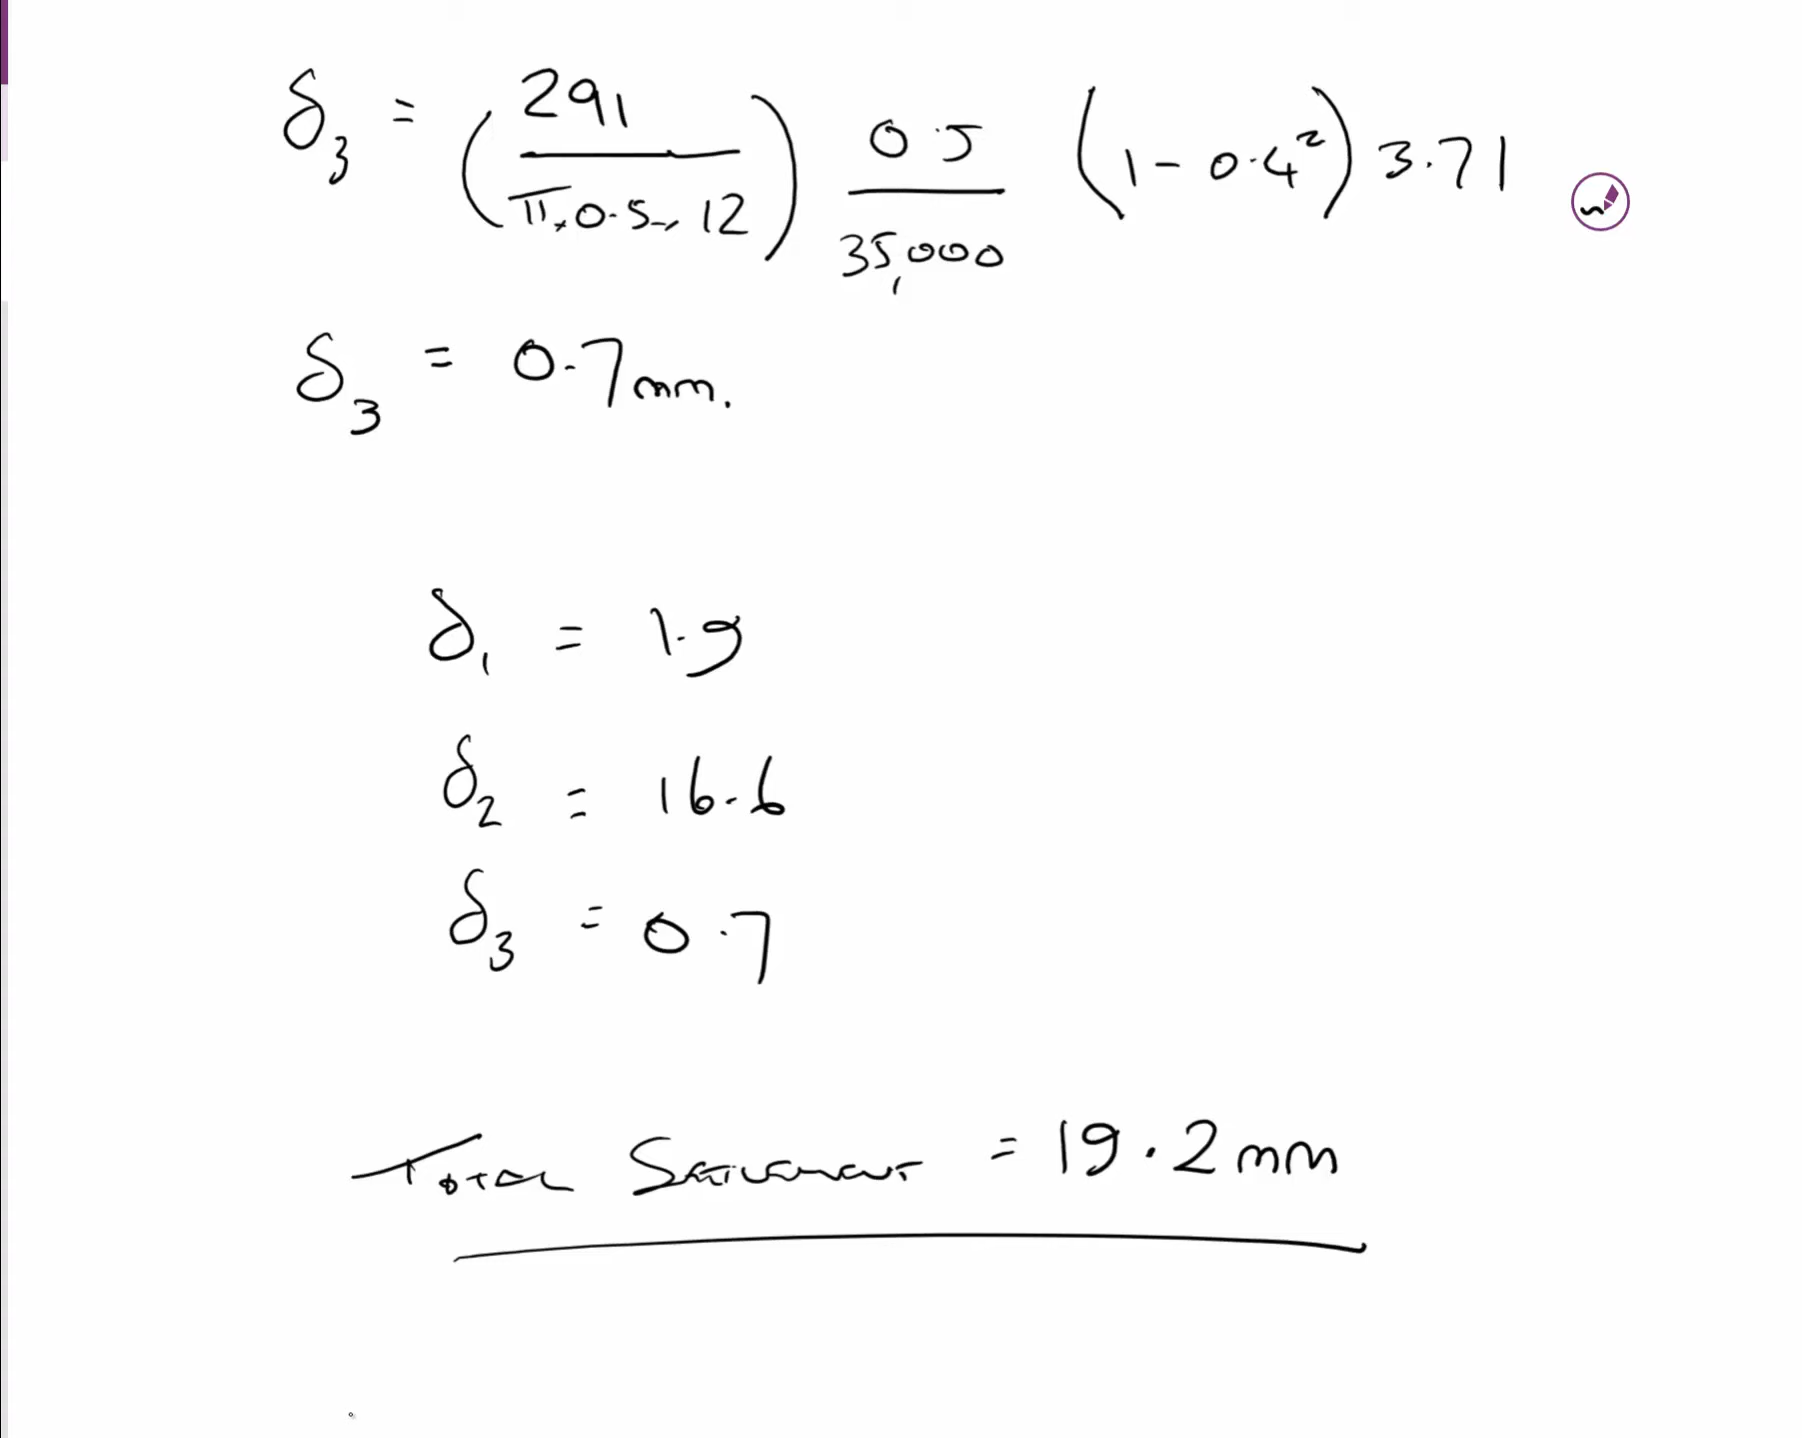 δ₃ = (291 / π×0.5×12) 0.5 / 35,000 (1 - 0.4²) 3.71
δ₃ = 0.7mm.
δ₁ = 1.9
δ₂ = 16.6
δ₃ = 0.7
TOTAL SETTLEMENT = 19.2mm